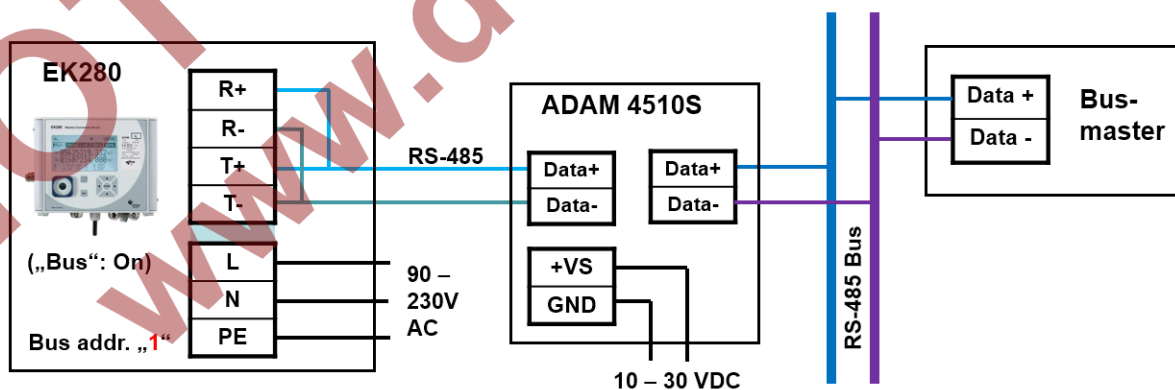 EK280
R+
R-
T+
T-
L
N
PE
(„Bus“: On)
Bus addr. „1“
90 –
230V
AC
RS-485
ADAM 4510S
Data+
Data-
Data+
Data-
+VS
GND
10 – 30 VDC
RS-485 Bus
Data +
Data -
Bus-
master
www.d